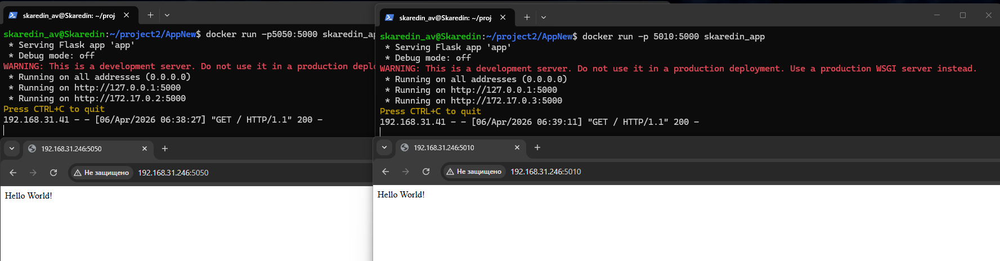 skaredin_av@Skaredin: ~/proj
skaredin_av@Skaredin:~/project2/AppNew$ docker run -p5050:5000 skaredin_ap
 * Serving Flask app 'app'
 * Debug mode: off
WARNING: This is a development server. Do not use it in a production deplo
 * Running on all addresses (0.0.0.0)
 * Running on http://127.0.0.1:5000
 * Running on http://172.17.0.2:5000
Press CTRL+C to quit
192.168.31.41 - - [06/Apr/2026 06:38:27] "GET / HTTP/1.1" 200 -
192.168.31.246:5050
Не защищено 192.168.31.246:5050
Hello World!
skaredin_av@Skaredin: ~/proj
skaredin_av@Skaredin:~/project2/AppNew$ docker run -p 5010:5000 skaredin_app
 * Serving Flask app 'app'
 * Debug mode: off
WARNING: This is a development server. Do not use it in a production deployment. Use a production WSGI server instead.
 * Running on all addresses (0.0.0.0)
 * Running on http://127.0.0.1:5000
 * Running on http://172.17.0.3:5000
Press CTRL+C to quit
192.168.31.41 - - [06/Apr/2026 06:39:11] "GET / HTTP/1.1" 200 -
192.168.31.246:5010
Не защищено 192.168.31.246:5010
Hello World!